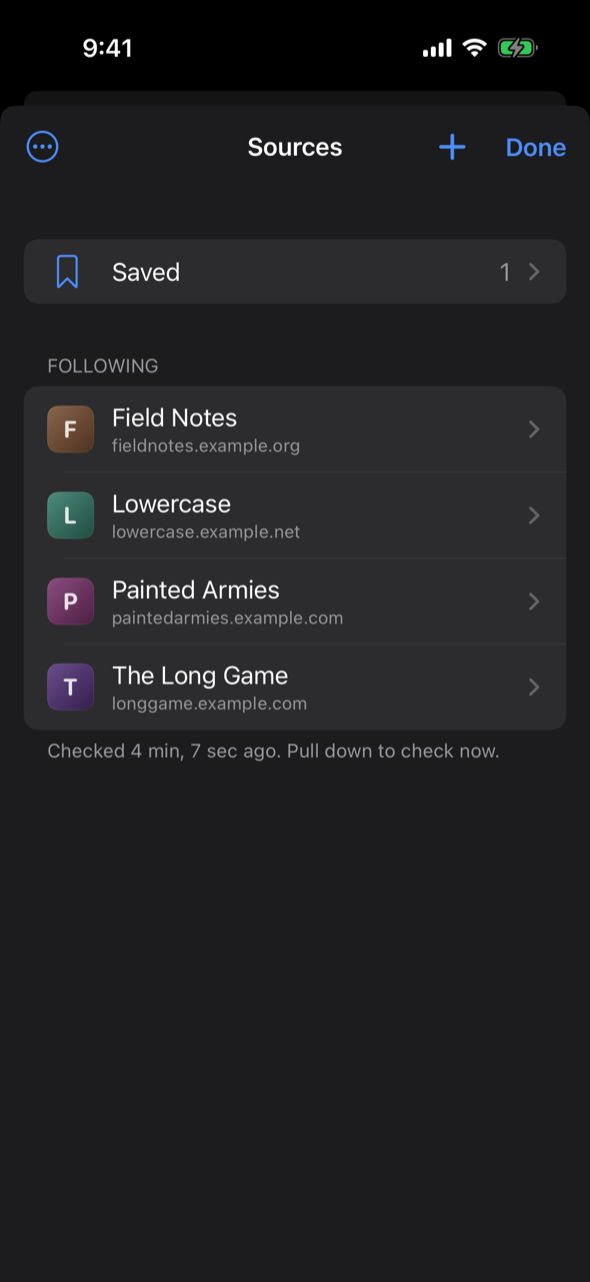 9:41
Sources
Done
Saved
1
FOLLOWING
F
Field Notes
fieldnotes.example.org
L
Lowercase
lowercase.example.net
P
Painted Armies
paintedarmies.example.com
T
The Long Game
longgame.example.com
Checked 4 min, 7 sec ago. Pull down to check now.